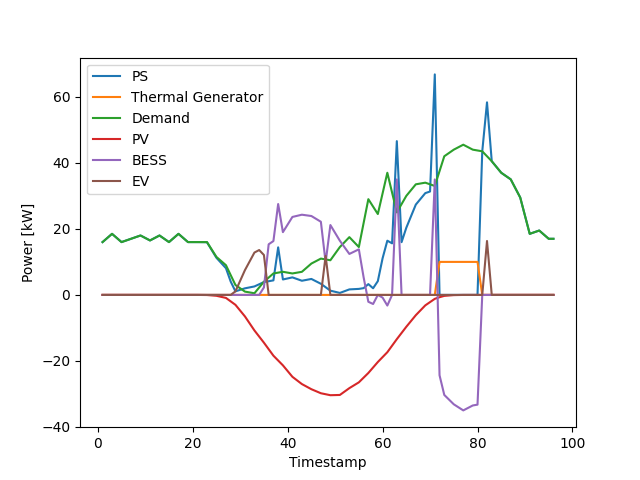 PS
Thermal Generator
Demand
PV
BESS
EV
60
40
20
0
−20
−40
Power [kW]
0 20 40 60 80 100
Timestamp